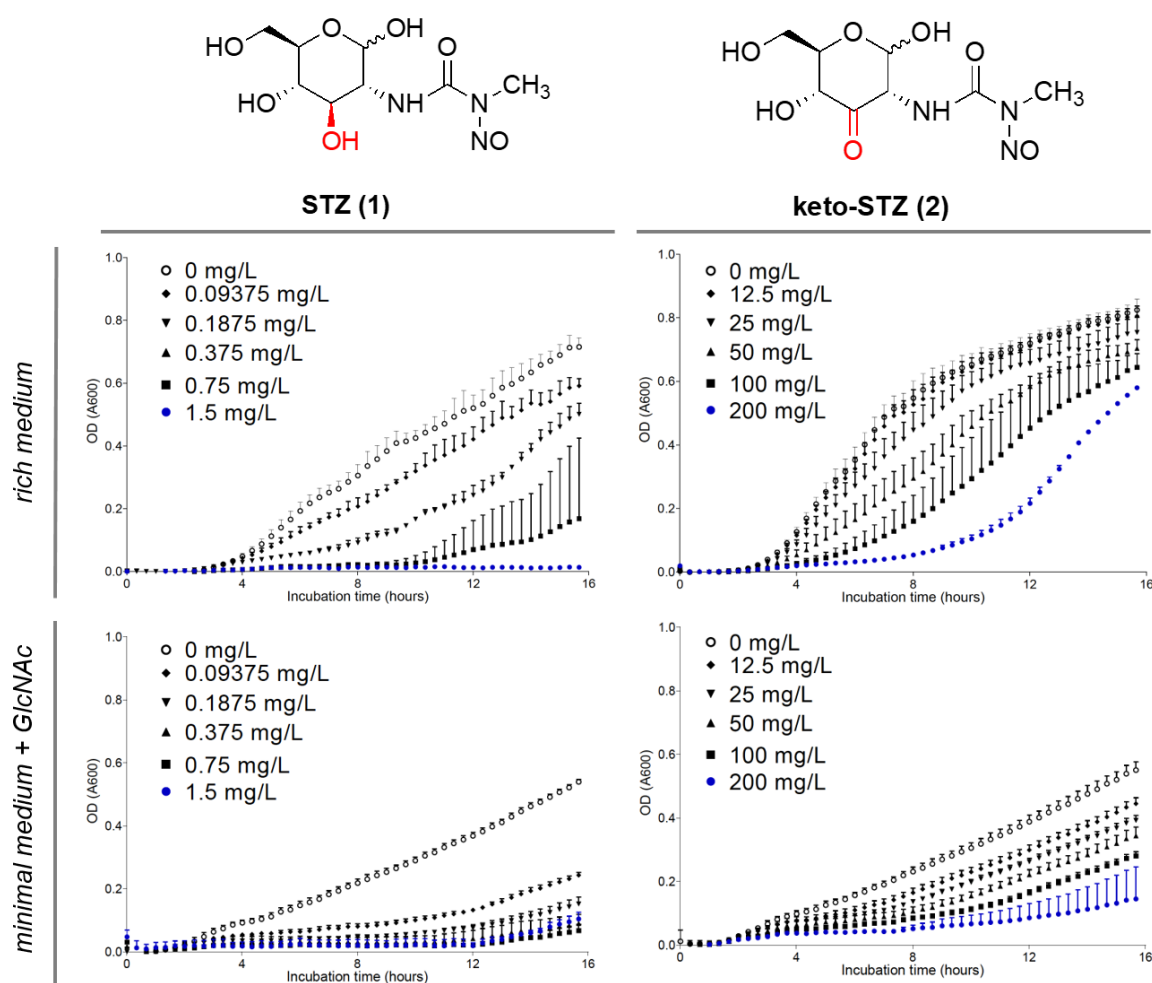 HO
O
OH
HO
OH
NH
O
N
NO
CH3
HO
O
OH
HO
O
NH
O
N
NO
CH3
STZ (1)
keto-STZ (2)
rich medium
OD (A600)
1.0
0.8
0.6
0.4
0.2
0.0
0 mg/L
0.09375 mg/L
0.1875 mg/L
0.375 mg/L
0.75 mg/L
1.5 mg/L
0 4 8 12 16
Incubation time (hours)
OD (A600)
1.0
0.8
0.6
0.4
0.2
0.0
0 mg/L
12.5 mg/L
25 mg/L
50 mg/L
100 mg/L
200 mg/L
0 4 8 12 16
Incubation time (hours)
minimal medium + GlcNAc
OD (A600)
1.0
0.8
0.6
0.4
0.2
0.0
0 mg/L
0.09375 mg/L
0.1875 mg/L
0.375 mg/L
0.75 mg/L
1.5 mg/L
0 4 8 12 16
Incubation time (hours)
OD (A600)
1.0
0.8
0.6
0.4
0.2
0.0
0 mg/L
12.5 mg/L
25 mg/L
50 mg/L
100 mg/L
200 mg/L
0 4 8 12 16
Incubation time (hours)